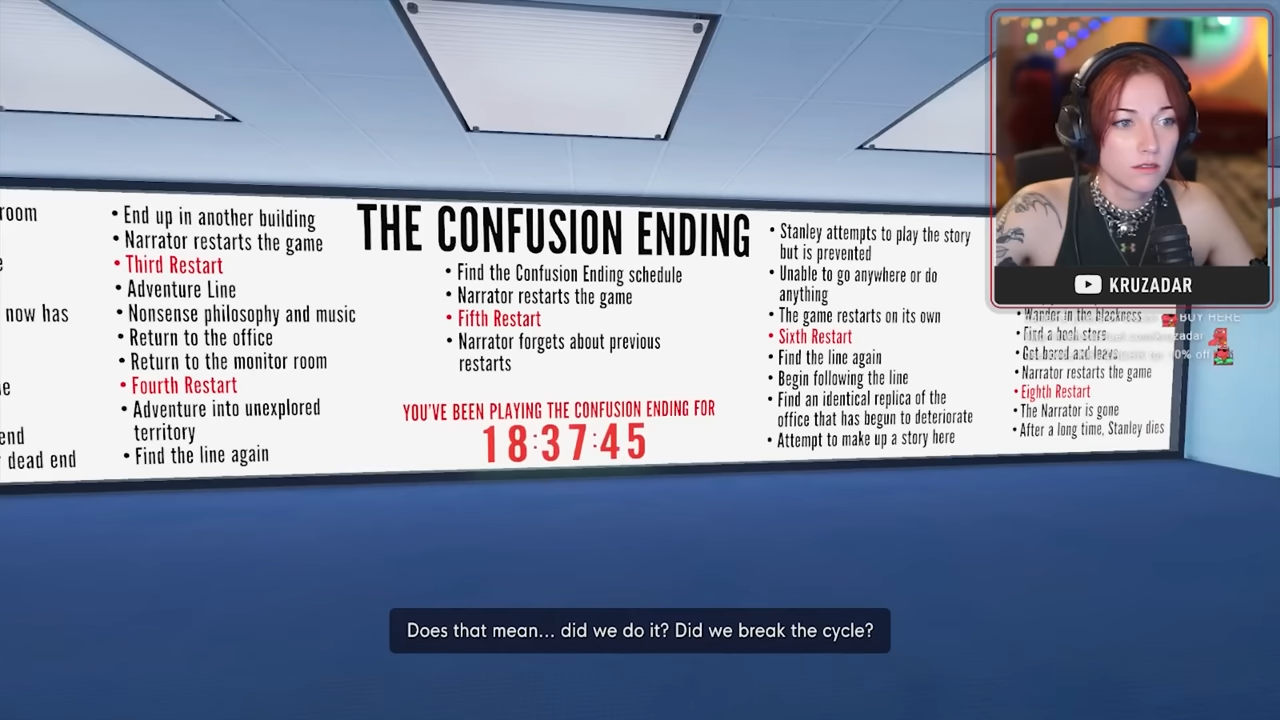 room
now has
end
dead end
• End up in another building
• Narrator restarts the game
• Third Restart
• Adventure Line
• Nonsense philosophy and music
• Return to the office
• Return to the monitor room
• Fourth Restart
• Adventure into unexplored
territory
• Find the line again
THE CONFUSION ENDING
• Find the Confusion Ending schedule
• Narrator restarts the game
• Fifth Restart
• Narrator forgets about previous
restarts
YOU'VE BEEN PLAYING THE CONFUSION ENDING FOR
18:37:45
• Stanley attempts to play the story
but is prevented
• Unable to go anywhere or do
anything
• The game restarts on its own
• Sixth Restart
• Find the line again
• Begin following the line
• Find an identical replica of the
office that has begun to deteriorate
• Attempt to make up a story here
KRUZADAR
BUY HERE
• Wander in the bleakness
• Find a book store
• Get bored and leave
10% off
• Narrator restarts the game
• Eighth Restart
• The Narrator is gone
• After a long time, Stanley dies
Does that mean... did we do it? Did we break the cycle?